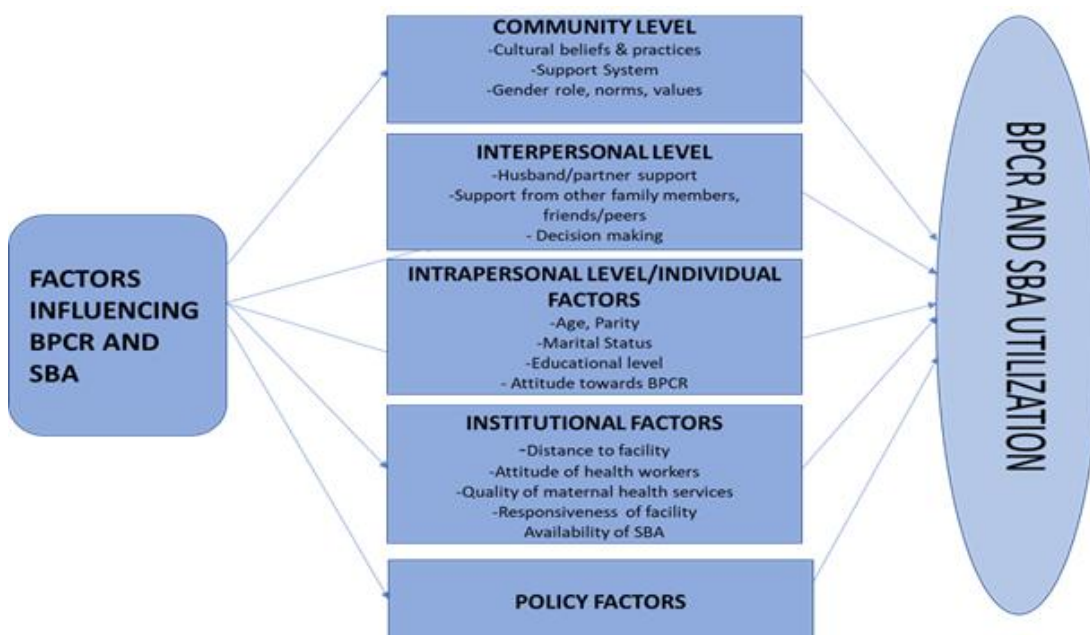 FACTORS
INFLUENCING
BPCR AND
SBA
COMMUNITY LEVEL
-Cultural beliefs & practices
-Support System
-Gender role, norms, values
INTERPERSONAL LEVEL
-Husband/partner support
-Support from other family members,
friends/peers
- Decision making
INTRAPERSONAL LEVEL/INDIVIDUAL
FACTORS
-Age, Parity
-Marital Status
-Educational level
- Attitude towards BPCR
INSTITUTIONAL FACTORS
-Distance to facility
-Attitude of health workers
-Quality of maternal health services
-Responsiveness of facility
Availability of SBA
POLICY FACTORS
BPCR AND SBA UTILIZATION